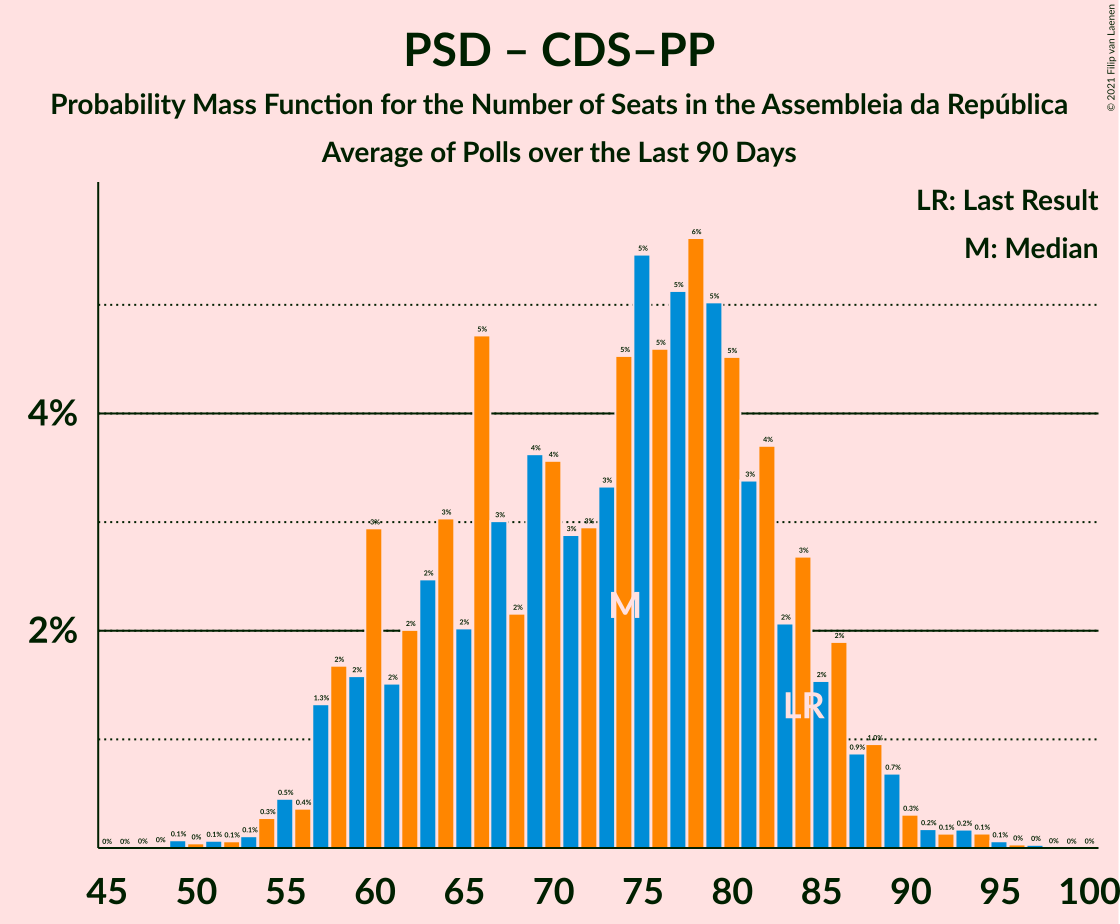 PSD – CDS–PP
Probability Mass Function for the Number of Seats in the Assembleia da República
Average of Polls over the Last 90 Days
© 2021 Filip van Laenen
LR: Last Result
M: Median
4%
2%
0% 0% 0% 0% 0.1% 0% 0.1% 0.1% 0.1% 0.3% 0.5% 0.4% 1.3% 2% 2% 3% 2% 2% 2% 3% 2% 5% 3% 2% 4% 4% 3% 3% 3% 5% 5% 5% 5% 6% 5% 5% 3% 4% 2% 3% 2% 2% 0.9% 1.0% 0.7% 0.3% 0.2% 0.1% 0.2% 0.1% 0.1% 0% 0% 0% 0% 0%
M
LR
45 50 55 60 65 70 75 80 85 90 95 100